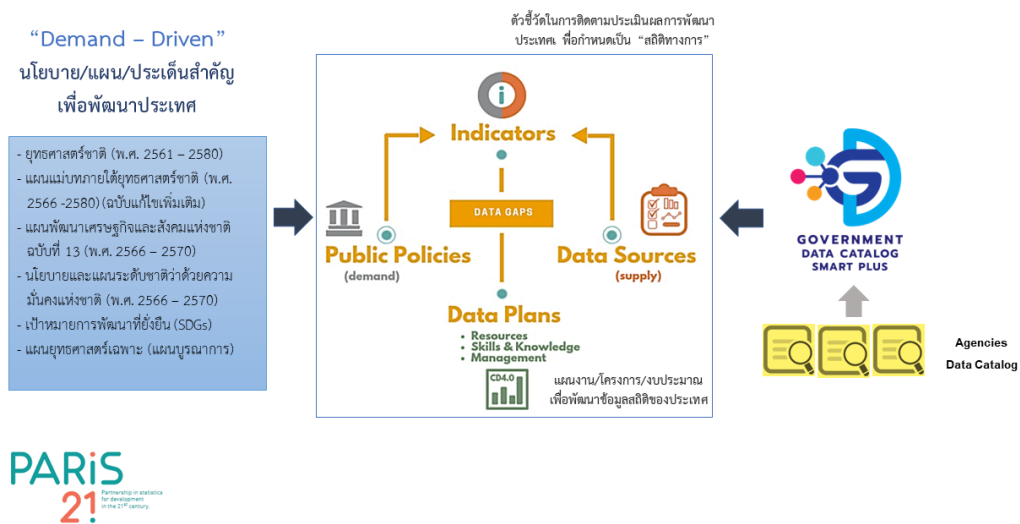 “Demand – Driven”
นโยบาย/แผน/ประเด็นสำคัญ
เพื่อพัฒนาประเทศ
- ยุทธศาสตร์ชาติ (พ.ศ. 2561 – 2580)
- แผนแม่บทภายใต้ยุทธศาสตร์ชาติ (พ.ศ.
2566 -2580) (ฉบับแก้ไขเพิ่มเติม)
- แผนพัฒนาเศรษฐกิจและสังคมแห่งชาติ
ฉบับที่ 13 (พ.ศ. 2566 – 2570)
- นโยบายและแผนระดับชาติว่าด้วยความ
มั่นคงแห่งชาติ (พ.ศ. 2566 – 2570)
- เป้าหมายการพัฒนาที่ยั่งยืน (SDGs)
- แผนยุทธศาสตร์เฉพาะ (แผนบูรณาการ)
ตัวชี้วัดในการติดตามประเมินผลการพัฒนา
ประเทศเ พื่อกำหนดเป็น “สถิติทางการ”
i
Indicators
DATA GAPS
Public Policies
(demand)
Data Sources
(supply)
Data Plans
• Resources
• Skills & Knowledge
• Management
CD4.0
แผนงาน/โครงการ/งบประมาณ
เพื่อพัฒนาข้อมูลสถิติของประเทศ
GOVERNMENT
DATA CATALOG
SMART PLUS
Agencies
Data Catalog
PARiS
21
Partnership in statistics
for development
in the 21st century.